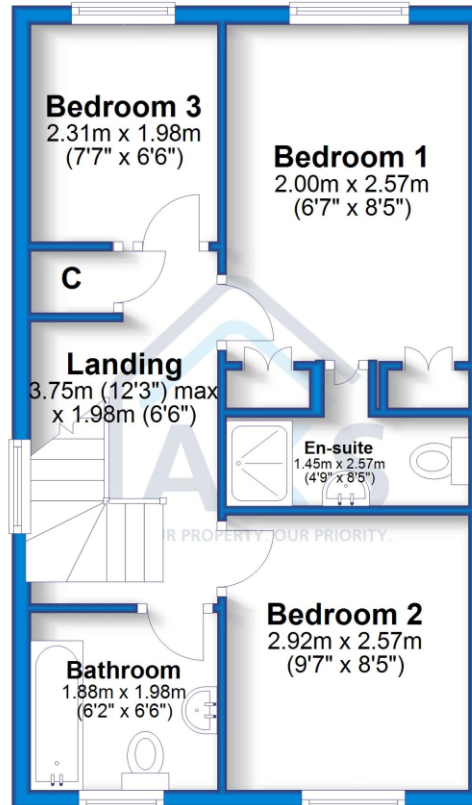 Bedroom 3
2.31m x 1.98m
(7'7" x 6'6")
Bedroom 1
2.00m x 2.57m
(6'7" x 8'5")
C
Landing
3.75m (12'3") max
x 1.98m (6'6")
En-suite
1.45m x 2.57m
(4'9" x 8'5")
AXS
UR PROPERTY. OUR PRIORITY.
Bedroom 2
2.92m x 2.57m
(9'7" x 8'5")
Bathroom
1.88m x 1.98m
(6'2" x 6'6")